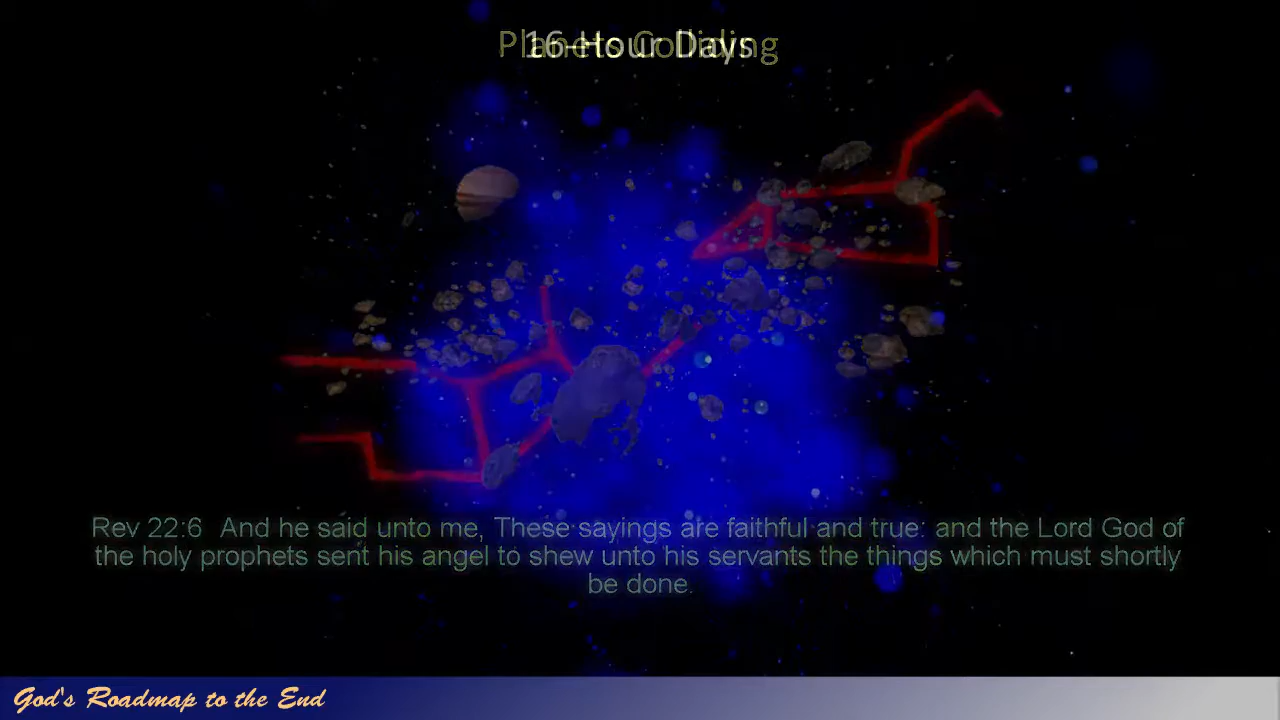 Planets Colliding
16-Hour Days
Rev 22:6  And he said unto me, These sayings are faithful and true: and the Lord God of
the holy prophets sent his angel to shew unto his servants the things which must shortly
be done.
God's Roadmap to the End